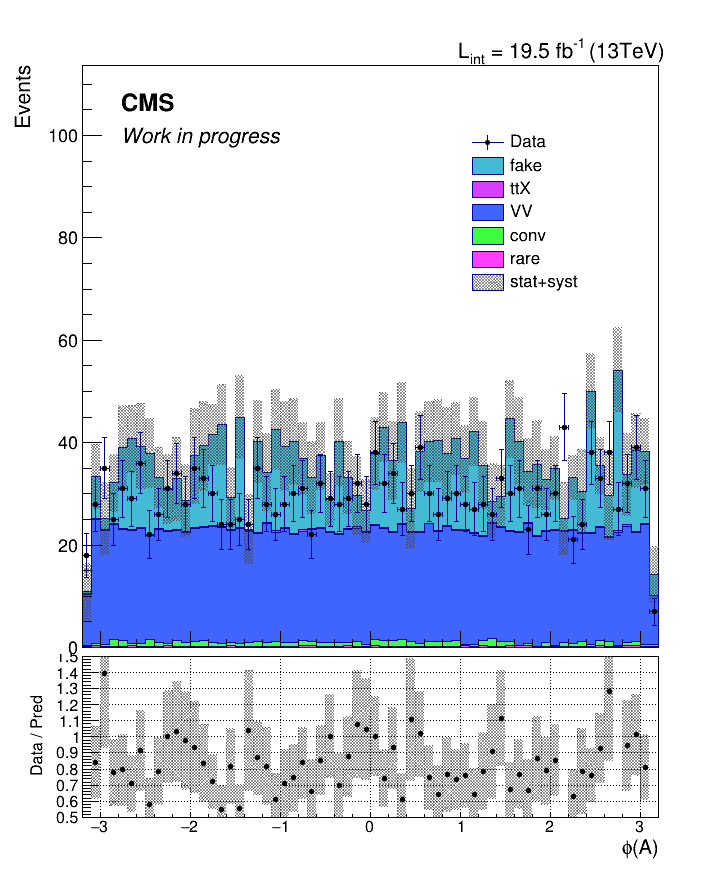 L_int = 19.5 fb^-1 (13TeV)
Events
CMS
Work in progress
100
80
60
40
20
0
Data
fake
ttX
VV
conv
rare
stat+syst
Data / Pred
1.5
1.4
1.3
1.2
1.1
1
0.9
0.8
0.7
0.6
0.5
−3 −2 −1 0 1 2 3
ϕ(A)